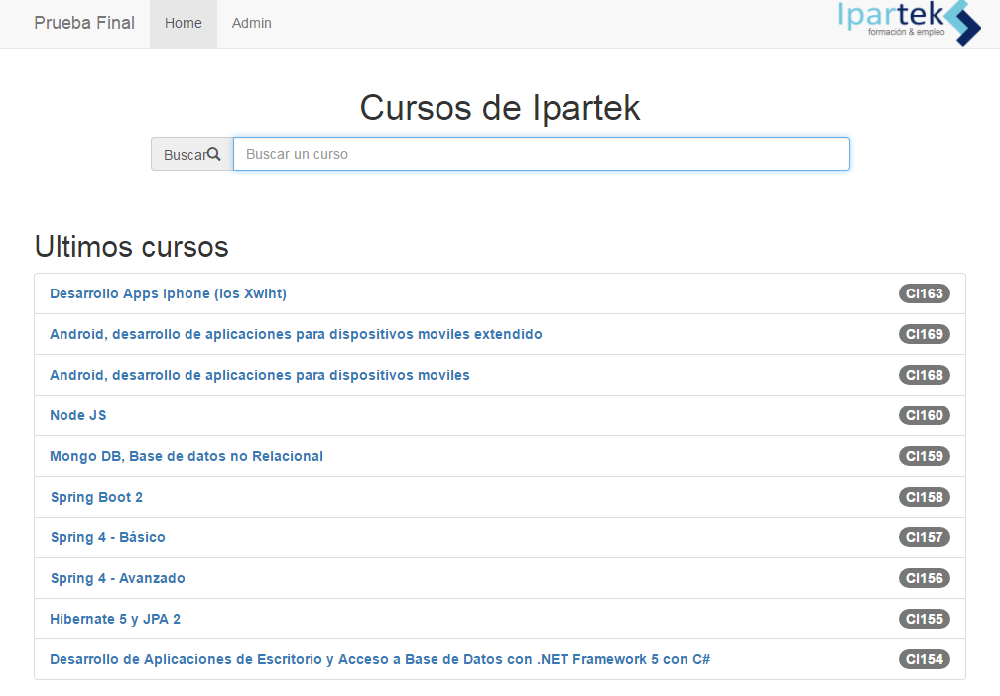 Prueba Final Home Admin Ipartek
formación & empleo
Cursos de Ipartek
Buscar Buscar un curso
Ultimos cursos
Desarrollo Apps Iphone (Ios Xwiht) CI163
Android, desarrollo de aplicaciones para dispositivos moviles extendido CI169
Android, desarrollo de aplicaciones para dispositivos moviles CI168
Node JS CI160
Mongo DB, Base de datos no Relacional CI159
Spring Boot 2 CI158
Spring 4 - Básico CI157
Spring 4 - Avanzado CI156
Hibernate 5 y JPA 2 CI155
Desarrollo de Aplicaciones de Escritorio y Acceso a Base de Datos con .NET Framework 5 con C# CI154